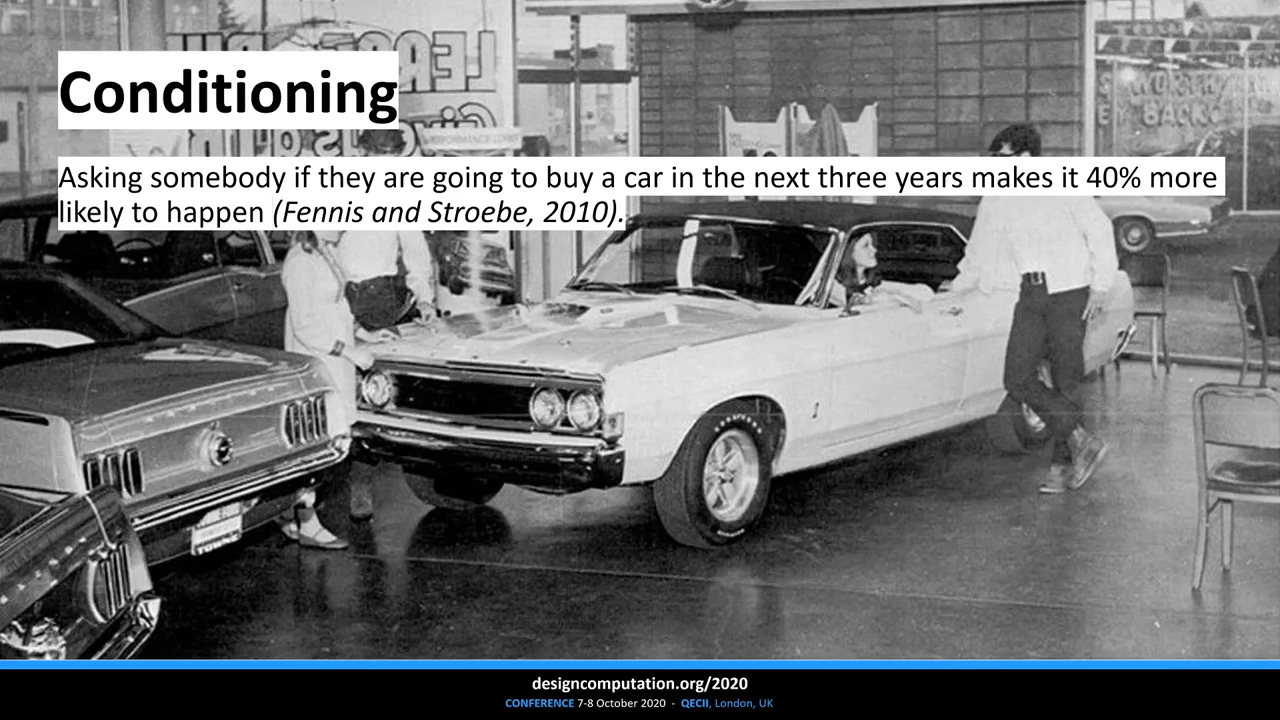 Conditioning
Asking somebody if they are going to buy a car in the next three years makes it 40% more
likely to happen (Fennis and Stroebe, 2010).
designcomputation.org/2020
CONFERENCE 7-8 October 2020 - QECII, London, UK